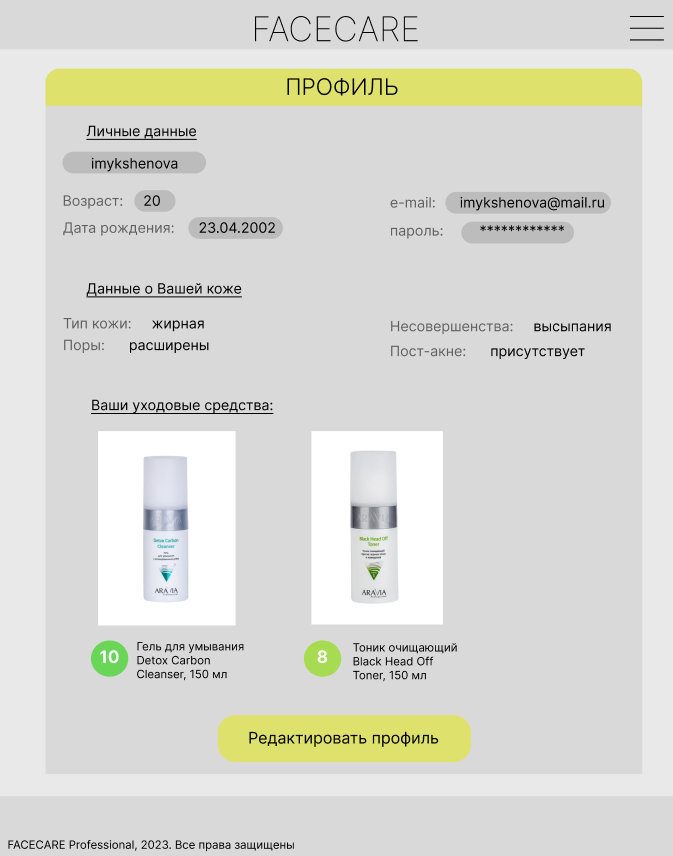 FACECARE
ПРОФИЛЬ
Личные данные
imykshenova
Возраст: 20
Дата рождения: 23.04.2002
e-mail: imykshenova@mail.ru
пароль: ************
Данные о Вашей коже
Тип кожи: жирная
Поры: расширены
Несовершенства: высыпания
Пост-акне: присутствует
Ваши уходовые средства:
Detox Carbon
Cleanser
ARAVIA
Black Head Off
Toner
ARAVIA
10
Гель для умывания
Detox Carbon
Cleanser, 150 мл
8
Тоник очищающий
Black Head Off
Toner, 150 мл
Редактировать профиль
FACECARE Professional, 2023. Все права защищены